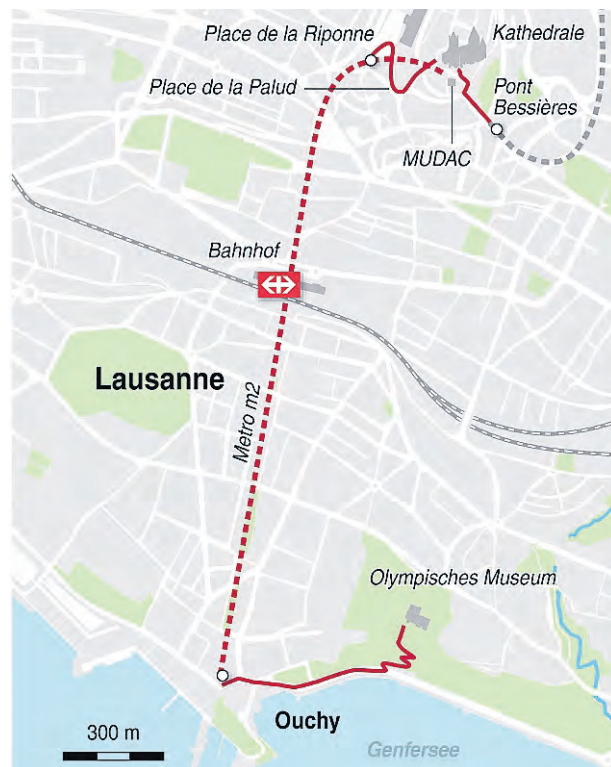 Place de la Riponne
Kathedrale
Place de la Palud
Pont
Bessières
MUDAC
Bahnhof
Lausanne
Metro m2
Olympisches Museum
Ouchy
300 m
Genfersee